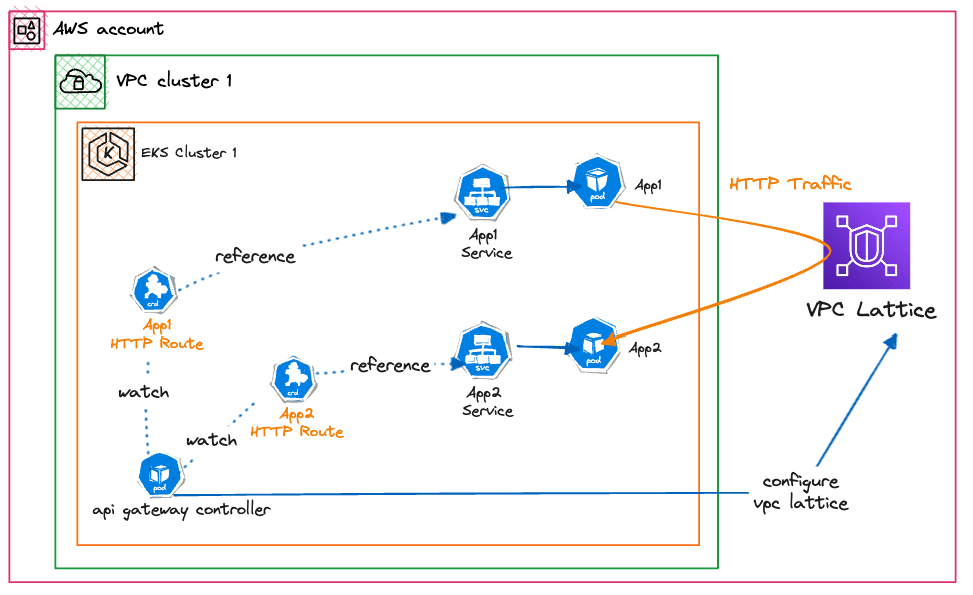 AWS account
VPC cluster 1
EKS Cluster 1
K
svc
pod
App1
HTTP Traffic
App1
Service
reference
crd
App1
HTTP Route
VPC Lattice
svc
pod
App2
reference
crd
App2
Service
watch
App2
HTTP Route
watch
pod
api gateway controller
configure
vpc lattice